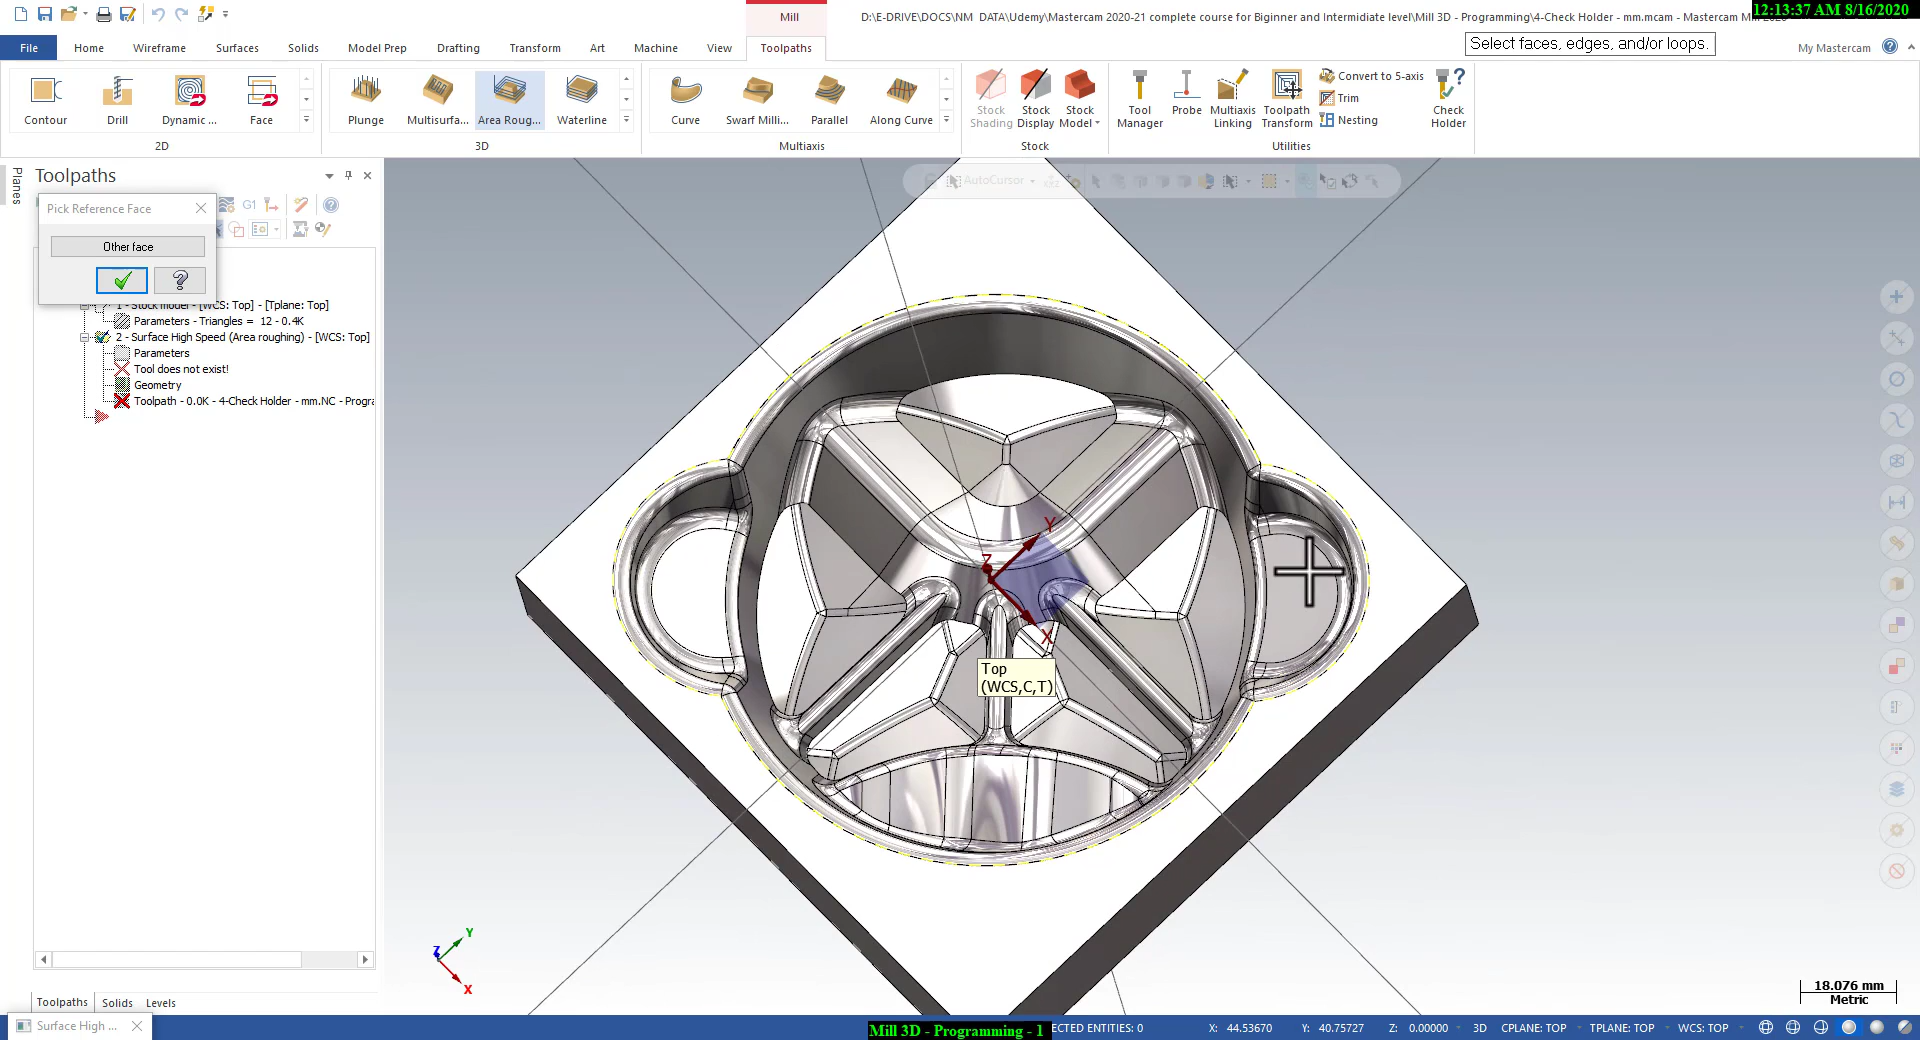 Mill
D:\E-DRIVE\DOCS\NM DATA\Udemy\Mastercam 2020-21 complete course for Biginner and Intermidiate level\Mill 3D - Programming\4-Check Holder - mm.mcam - Mastercam
12:13:37 AM 8/16/2020
File
Home
Wireframe
Surfaces
Solids
Model Prep
Drafting
Transform
Art
Machine
View
Toolpaths
Select faces, edges, and/or loops.
My Mastercam
Contour
Drill
Dynamic ...
Face
Plunge
Multisurfa...
Area Roug...
Waterline
Curve
Swarf Milli...
Parallel
Along Curve
Stock Shading
Stock Display
Stock Model
Tool Manager
Probe
Multiaxis Linking
Toolpath Transform
Convert to 5-axis
Trim
Nesting
Check Holder
2D
3D
Multiaxis
Stock
Utilities
Planes
Toolpaths
AutoCursor
Pick Reference Face
G1
Other face
1 - Stock model - [WCS: Top] - [Tplane: Top]
Parameters - Triangles = 12 - 0.4K
2 - Surface High Speed (Area roughing) - [WCS: Top]
Parameters
Tool does not exist!
Geometry
Toolpath - 0.0K - 4-Check Holder - mm.NC - Progra
Y
Z
X
Top
(WCS,C,T)
Y
Z
X
18.076 mm
Metric
Toolpaths
Solids
Levels
Surface High ...
Mill 3D - Programming - 1
ECTED ENTITIES: 0
X: 44.53670
Y: 40.75727
Z: 0.00000
3D
CPLANE: TOP
TPLANE: TOP
WCS: TOP